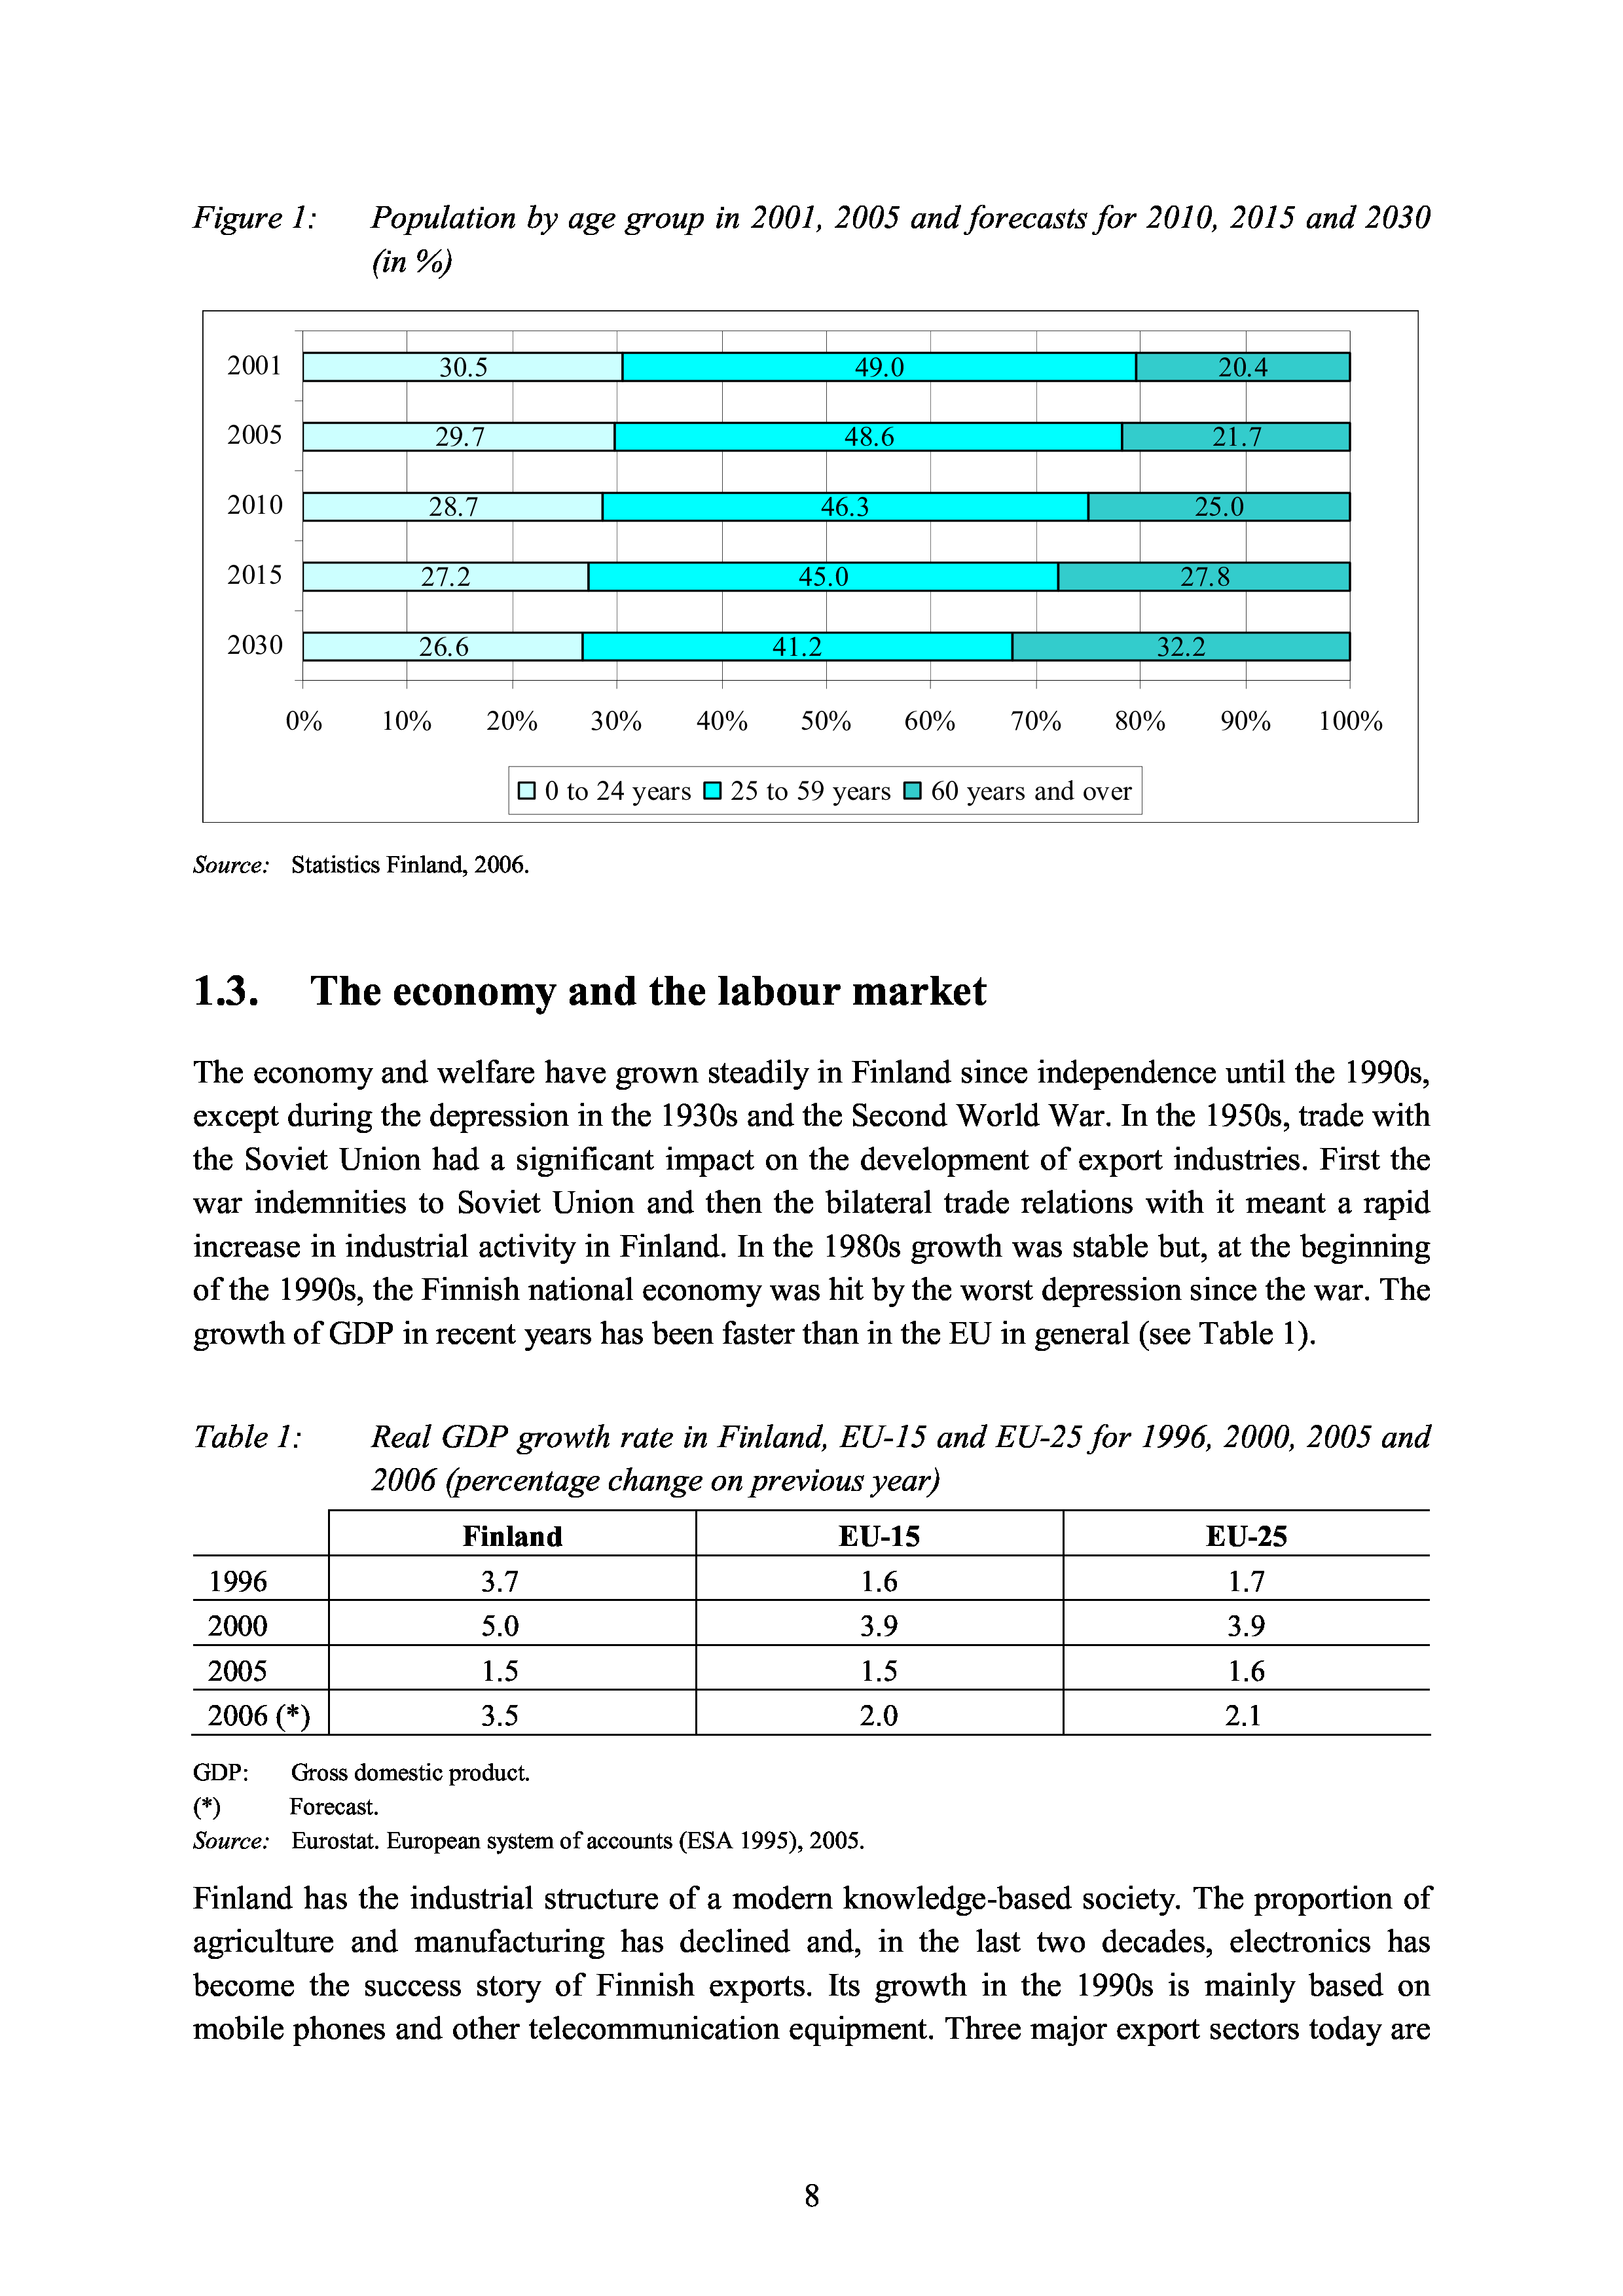 Figure 1: Population by age group in 2001, 2005 and forecasts for 2010, 2015 and 2030
(in %)
2001 30.5 49.0 20.4
2005 29.7 48.6 21.7
2010 28.7 46.3 25.0
2015 27.2 45.0 27.8
2030 26.6 41.2 32.2
0% 10% 20% 30% 40% 50% 60% 70% 80% 90% 100%
0 to 24 years 25 to 59 years 60 years and over
Source: Statistics Finland, 2006.
1.3. The economy and the labour market
The economy and welfare have grown steadily in Finland since independence until the 1990s,
except during the depression in the 1930s and the Second World War. In the 1950s, trade with
the Soviet Union had a significant impact on the development of export industries. First the
war indemnities to Soviet Union and then the bilateral trade relations with it meant a rapid
increase in industrial activity in Finland. In the 1980s growth was stable but, at the beginning
of the 1990s, the Finnish national economy was hit by the worst depression since the war. The
growth of GDP in recent years has been faster than in the EU in general (see Table 1).
Table 1: Real GDP growth rate in Finland, EU-15 and EU-25 for 1996, 2000, 2005 and
2006 (percentage change on previous year)
Finland EU-15 EU-25
1996 3.7 1.6 1.7
2000 5.0 3.9 3.9
2005 1.5 1.5 1.6
2006 (*) 3.5 2.0 2.1
GDP: Gross domestic product.
(*) Forecast.
Source: Eurostat. European system of accounts (ESA 1995), 2005.
Finland has the industrial structure of a modern knowledge-based society. The proportion of
agriculture and manufacturing has declined and, in the last two decades, electronics has
become the success story of Finnish exports. Its growth in the 1990s is mainly based on
mobile phones and other telecommunication equipment. Three major export sectors today are
8